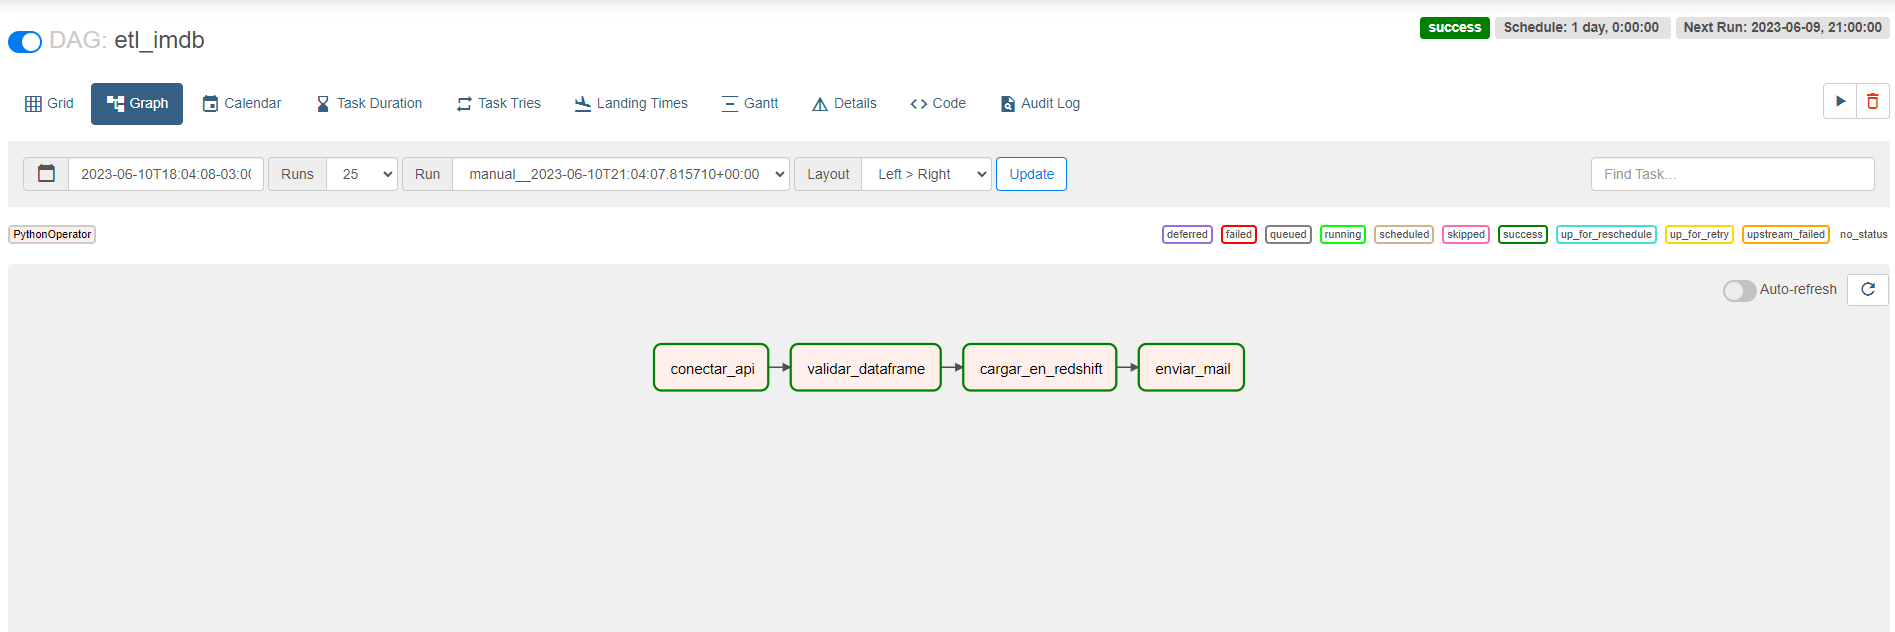 DAG: etl_imdb
success Schedule: 1 day, 0:00:00 Next Run: 2023-06-09, 21:00:00
Grid Graph Calendar Task Duration Task Tries Landing Times Gantt Details Code Audit Log
2023-06-10T18:04:08-03:00 Runs 25 Run manual__2023-06-10T21:04:07.815710+00:00 Layout Left > Right Update Find Task...
PythonOperator deferred failed queued running scheduled skipped success up_for_reschedule up_for_retry upstream_failed no_status
Auto-refresh
conectar_api validar_dataframe cargar_en_redshift enviar_mail